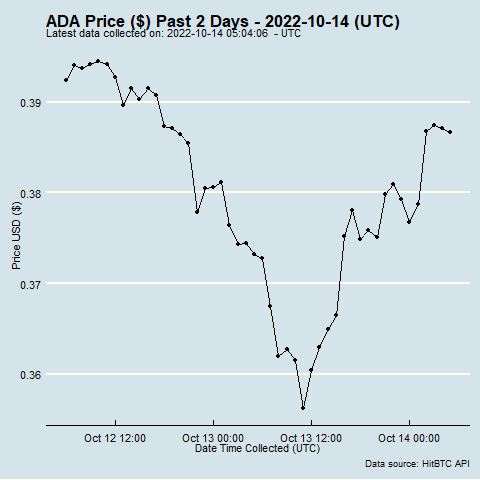 ADA Price ($) Past 2 Days - 2022-10-14 (UTC)
Latest data collected on: 2022-10-14 05:04:06 - UTC
Price USD ($)
0.39
0.38
0.37
0.36
Oct 12 12:00
Oct 13 00:00
Oct 13 12:00
Oct 14 00:00
Date Time Collected (UTC)
Data source: HitBTC API